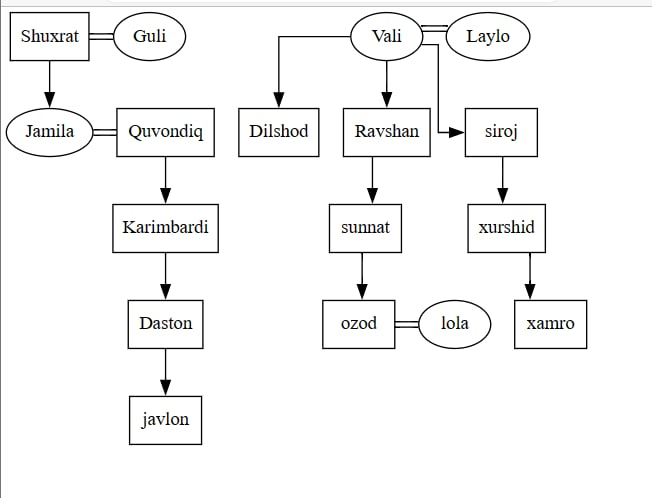 Shuxrat
Guli
Vali
Laylo
Jamila
Quvondiq
Dilshod
Ravshan
siroj
Karimbardi
sunnat
xurshid
Daston
ozod
lola
xamro
javlon